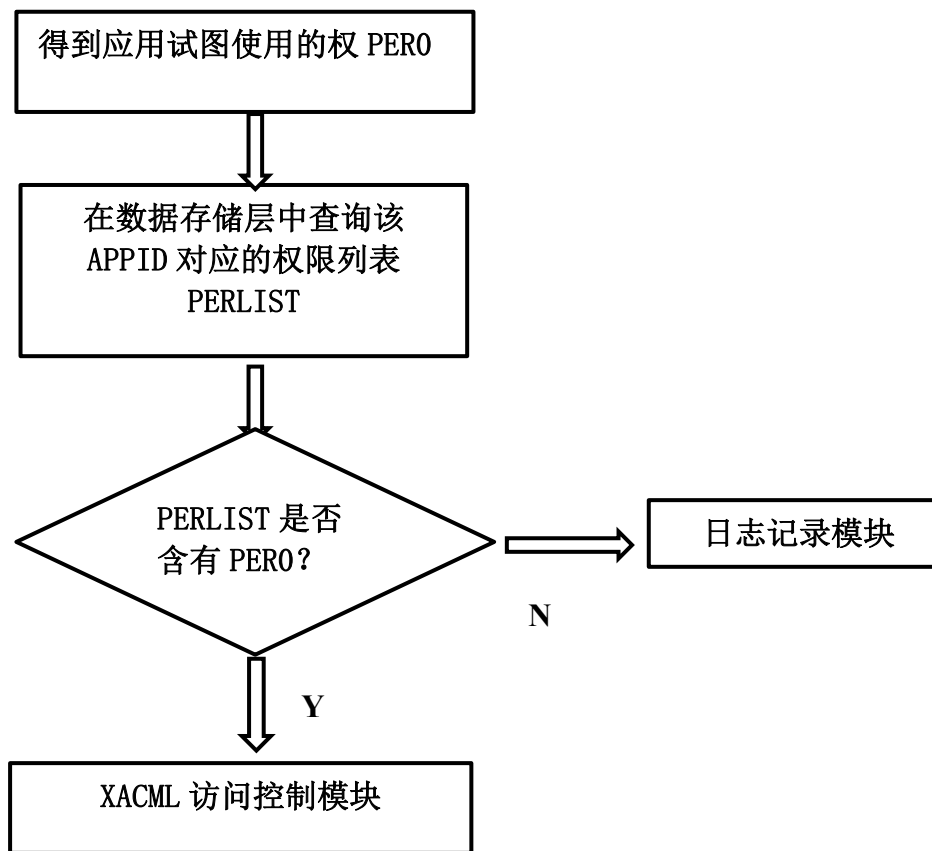 得到应用试图使用的权 PER0
在数据存储层中查询该
APPID 对应的权限列表
PERLIST
PERLIST 是否
含有 PER0?
日志记录模块
N
Y
XACML 访问控制模块